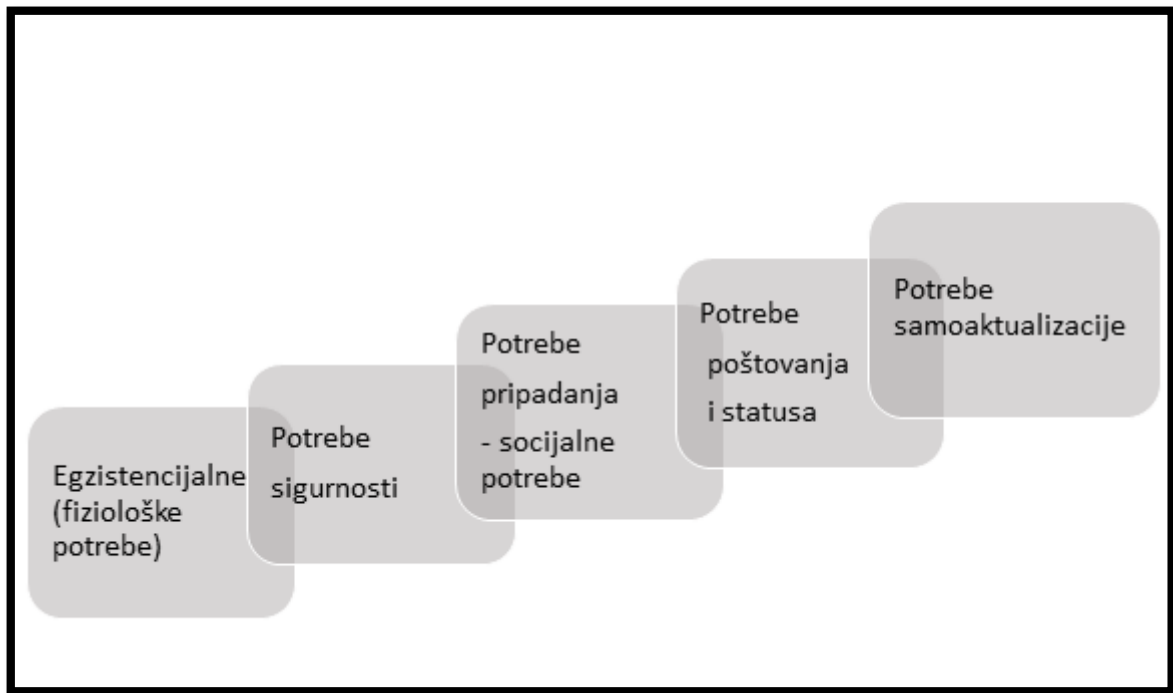 Egzistencijalne
(fiziološke
potrebe)
Potrebe
sigurnosti
Potrebe
pripadanja
- socijalne
potrebe
Potrebe
poštovanja
i statusa
Potrebe
samoaktualizacije